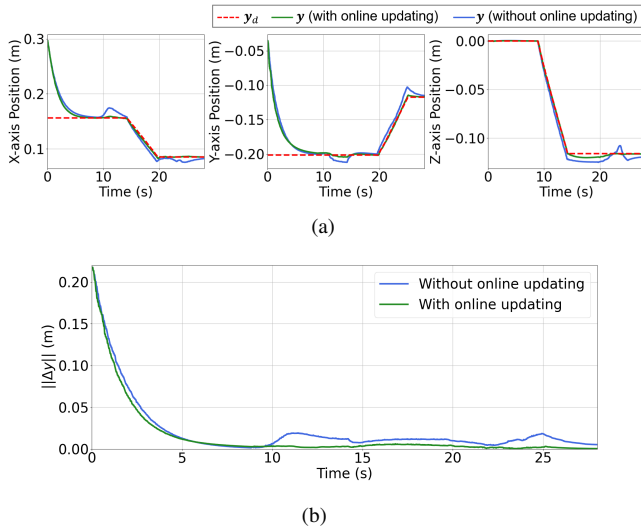 y_d y (with online updating) y (without online updating)
0.3
0.2
0.1
X-axis Position (m)
0 10 20
Time (s)
−0.05
−0.10
−0.15
−0.20
Y-axis Position (m)
0 10 20
Time (s)
0.00
−0.05
−0.10
Z-axis Position (m)
0 10 20
Time (s)
(a)
0.20
0.15
0.10
0.05
0.00
||Δy|| (m)
Without online updating
With online updating
0 5 10 15 20 25
Time (s)
(b)